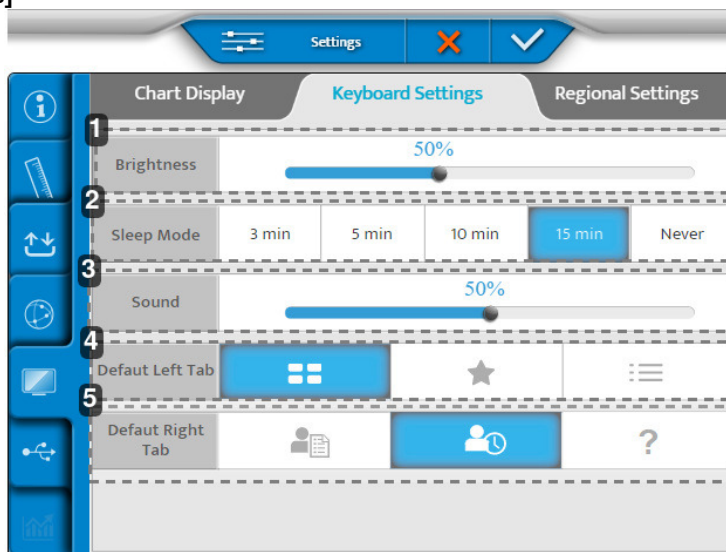 ]
Settings
Chart Display
Keyboard Settings
Regional Settings
1
Brightness
50%
2
Sleep Mode
3 min
5 min
10 min
15 min
Never
3
Sound
50%
4
Defaut Left Tab
5
Defaut Right
Tab
?